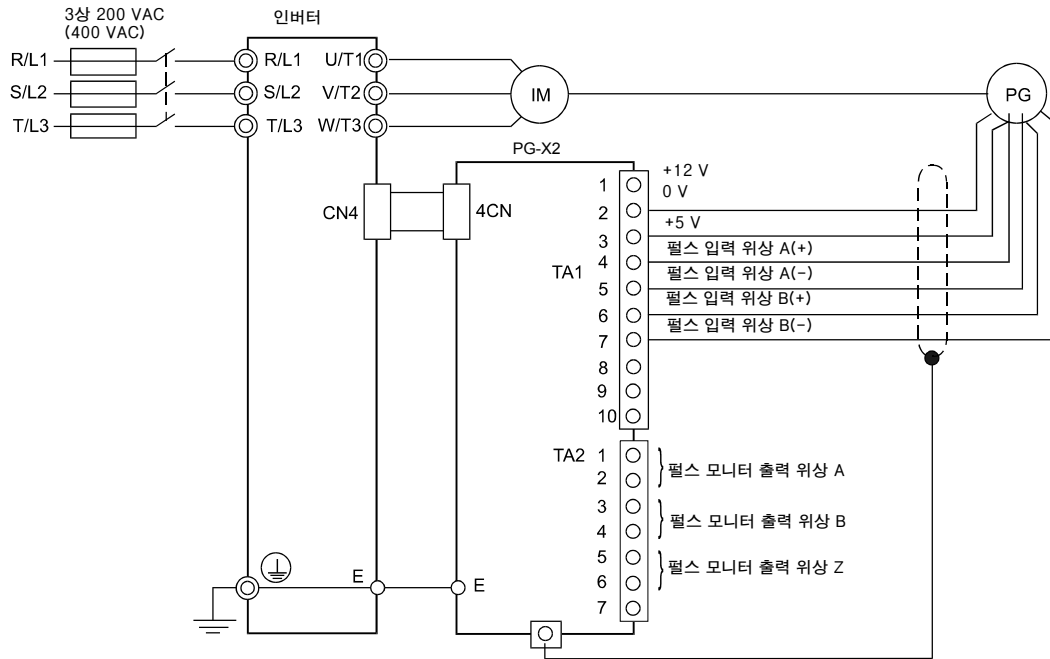 3상 200 VAC
(400 VAC)
인버터
R/L1
R/L1
U/T1
S/L2
S/L2
V/T2
IM
PG
T/L3
T/L3
W/T3
PG-X2
CN4
4CN
TA1
1
+12 V
0 V
2
+5 V
3
펄스 입력 위상 A(+)
4
펄스 입력 위상 A(-)
5
펄스 입력 위상 B(+)
6
펄스 입력 위상 B(-)
7
8
9
10
TA2
1
펄스 모니터 출력 위상 A
2
3
펄스 모니터 출력 위상 B
4
5
펄스 모니터 출력 위상 Z
6
7
E
E